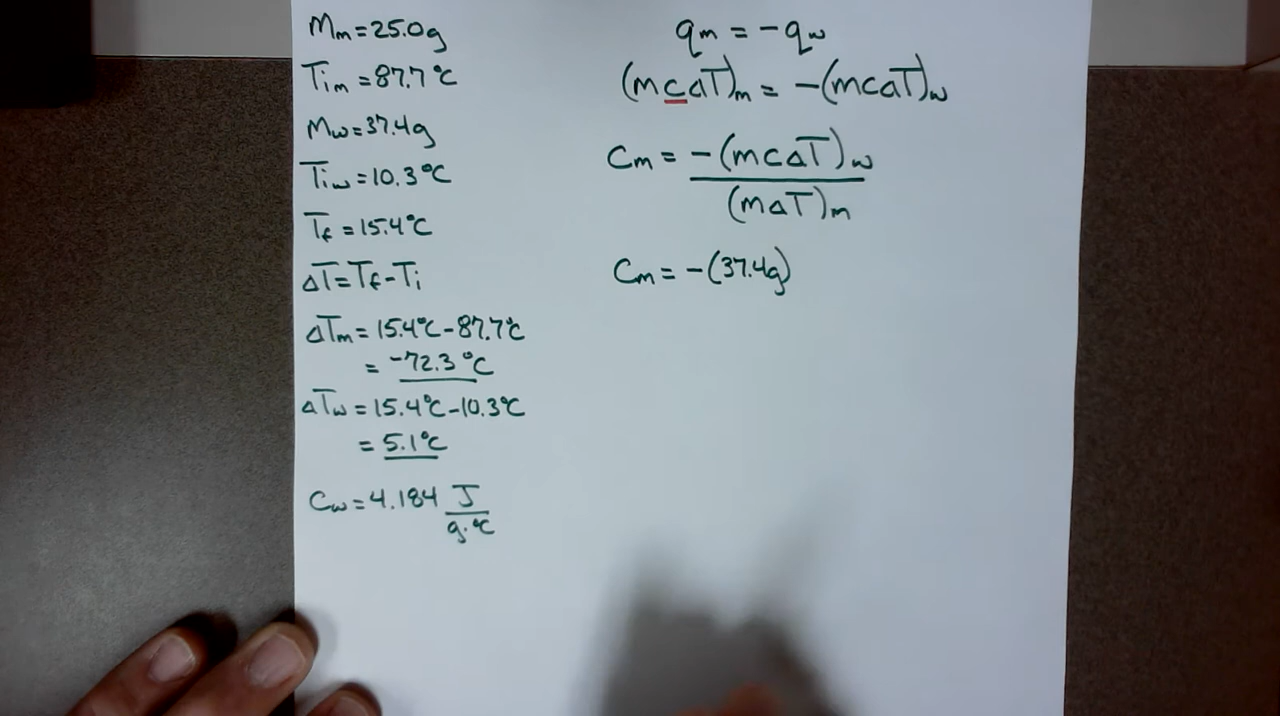 Mm = 25.0g
Tim = 87.7°C
Mw = 37.4g
Tiw = 10.3°C
Tf = 15.4°C
ΔT = Tf - Ti
ΔTm = 15.4°C - 87.7°C
= -72.3°C
ΔTw = 15.4°C - 10.3°C
= 5.1°C
Cw = 4.184 J
g·°C
qm = -qw
(mcΔT)m = -(mcΔT)w
Cm = -(mcΔT)w
(mΔT)m
Cm = -(37.4g)